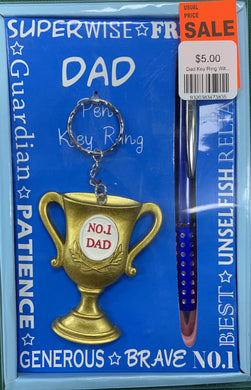 SUPERWISE☆FR
USUAL
PRICE
SALE
$5.00
Dad Key Ring Wit...
DAD
Pen
Key Ring
Guardian☆
PATIENCE
NO.1
DAD
UNSELFISH
BEST☆
GENEROUS☆BRAVE NO.1